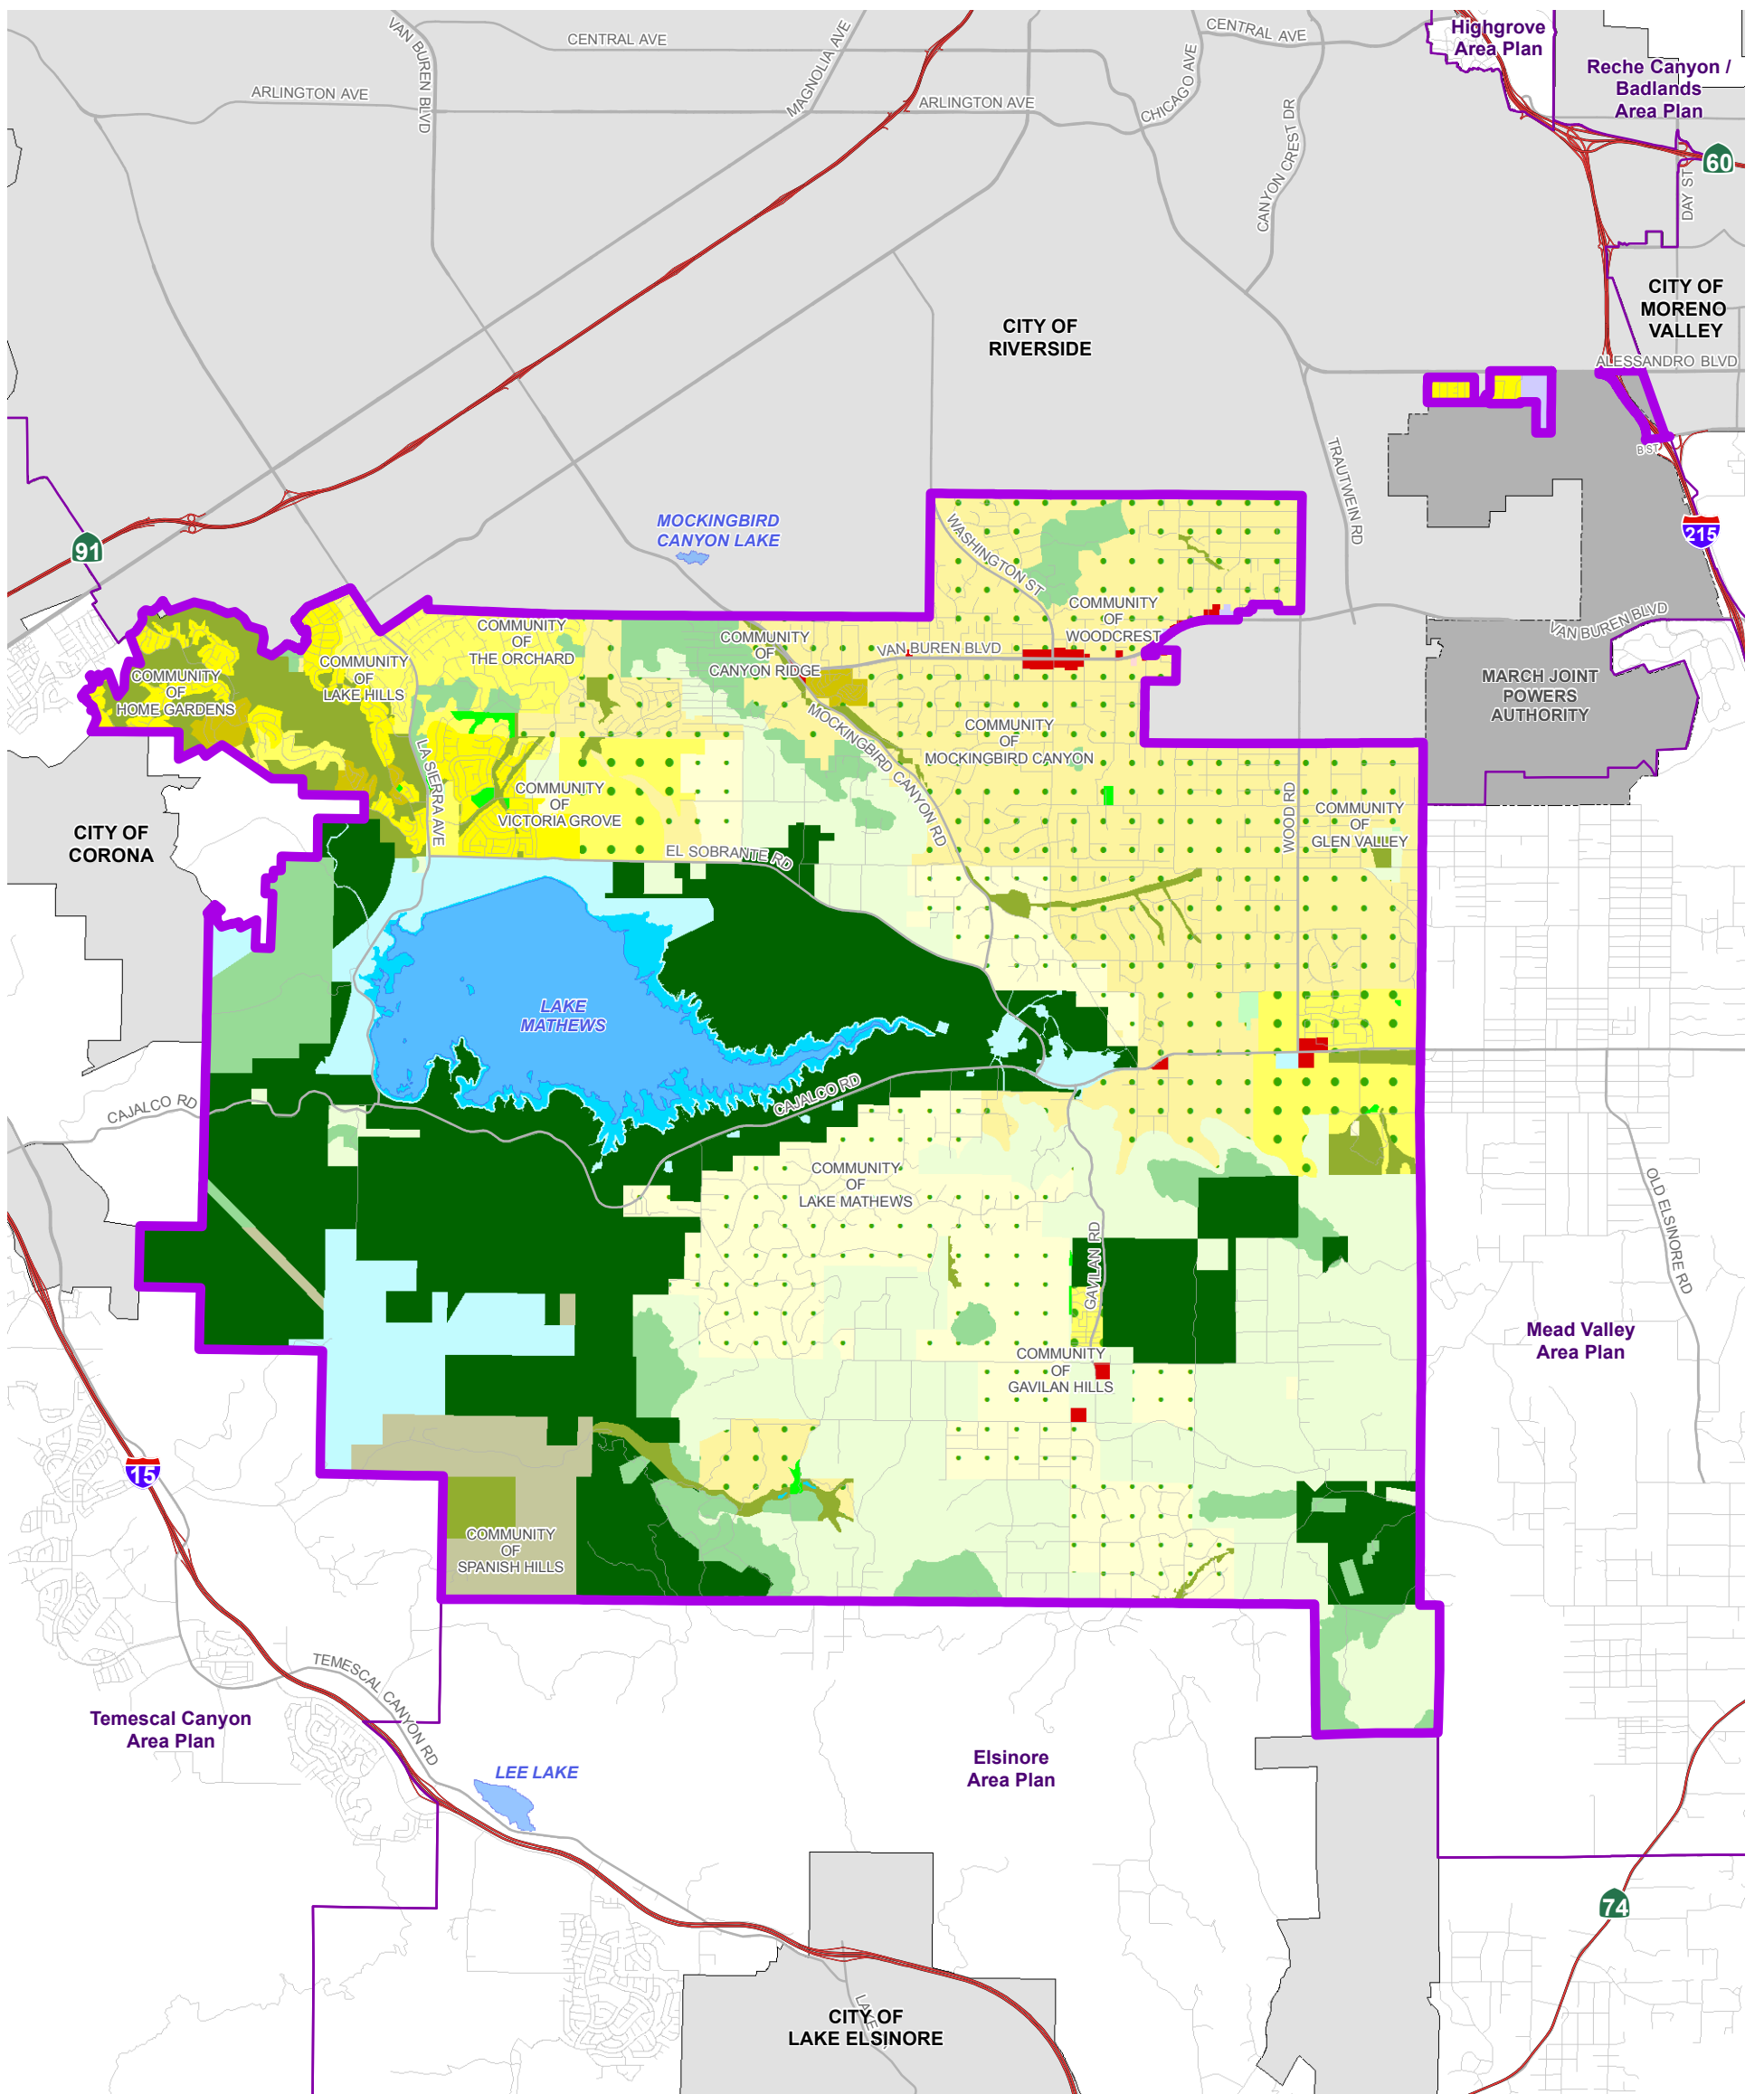 VAN BUREN BLVD
CENTRAL AVE
MAGNOLIA AVE
CENTRAL AVE
Highgrove
Area Plan
Reche Canyon /
Badlands
Area Plan
ARLINGTON AVE
ARLINGTON AVE
CHICAGO AVE
CANYON CREST DR
60
DAY ST
CITY OF
MORENO
VALLEY
CITY OF
RIVERSIDE
ALESSANDRO BLVD
TRAUTWEIN RD
B ST
215
MOCKINGBIRD
CANYON LAKE
91
WASHINGTON ST
VAN BUREN BLVD
COMMUNITY
OF
WOODCREST
COMMUNITY
OF
THE ORCHARD
COMMUNITY
OF
CANYON RIDGE
VAN BUREN BLVD
COMMUNITY
OF
LAKE HILLS
COMMUNITY
OF
HOME GARDENS
MARCH JOINT
POWERS
AUTHORITY
MOCKINGBIRD CANYON RD
COMMUNITY
OF
MOCKINGBIRD CANYON
LA SIERRA AVE
COMMUNITY
OF
VICTORIA GROVE
WOOD RD
COMMUNITY
OF
GLEN VALLEY
CITY OF
CORONA
EL SOBRANTE RD
LAKE
MATHEWS
CAJALCO RD
CAJALCO RD
COMMUNITY
OF
LAKE MATHEWS
OLD ELSINORE RD
GAVILAN RD
Mead Valley
Area Plan
COMMUNITY
OF
GAVILAN HILLS
15
COMMUNITY
OF
SPANISH HILLS
TEMESCAL CANYON RD
Temescal Canyon
Area Plan
Elsinore
Area Plan
LEE LAKE
74
CITY OF
LAKE ELSINORE